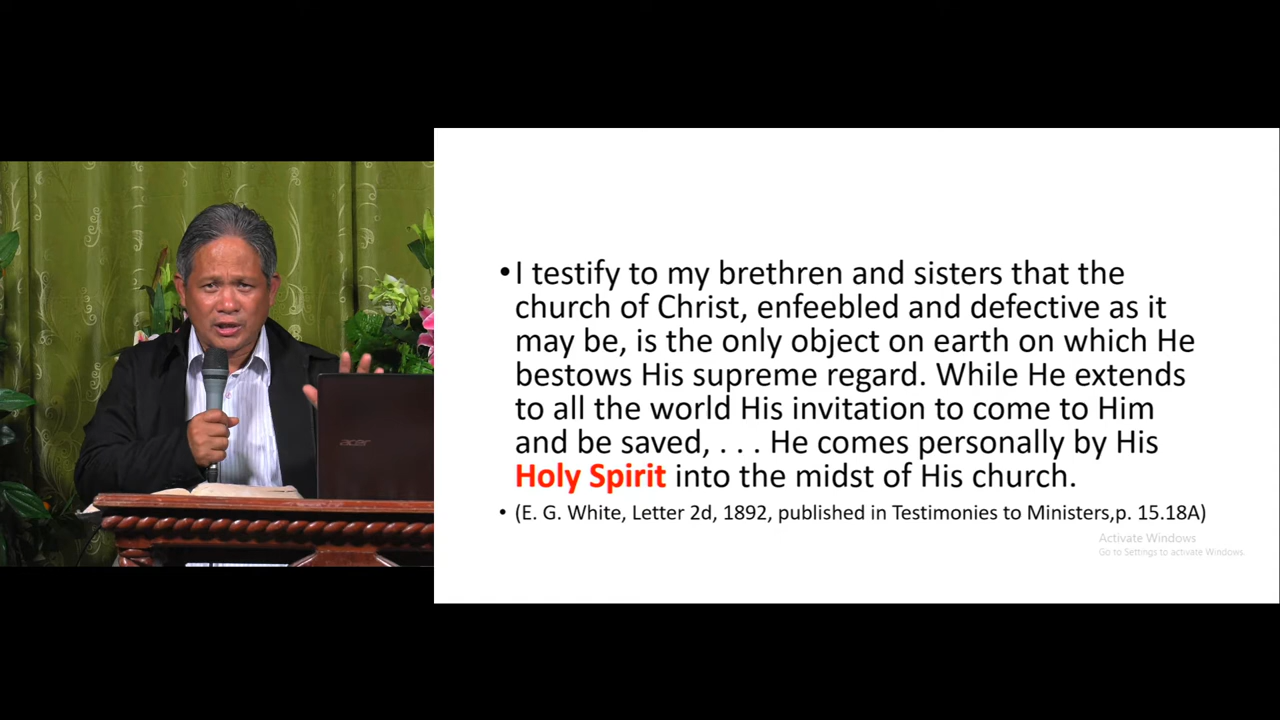 acer
•I testify to my brethren and sisters that the
church of Christ, enfeebled and defective as it
may be, is the only object on earth on which He
bestows His supreme regard. While He extends
to all the world His invitation to come to Him
and be saved, . . . He comes personally by His
Holy Spirit into the midst of His church.
• (E. G. White, Letter 2d, 1892, published in Testimonies to Ministers,p. 15.18A)
Activate Windows
Go to Settings to activate Windows.